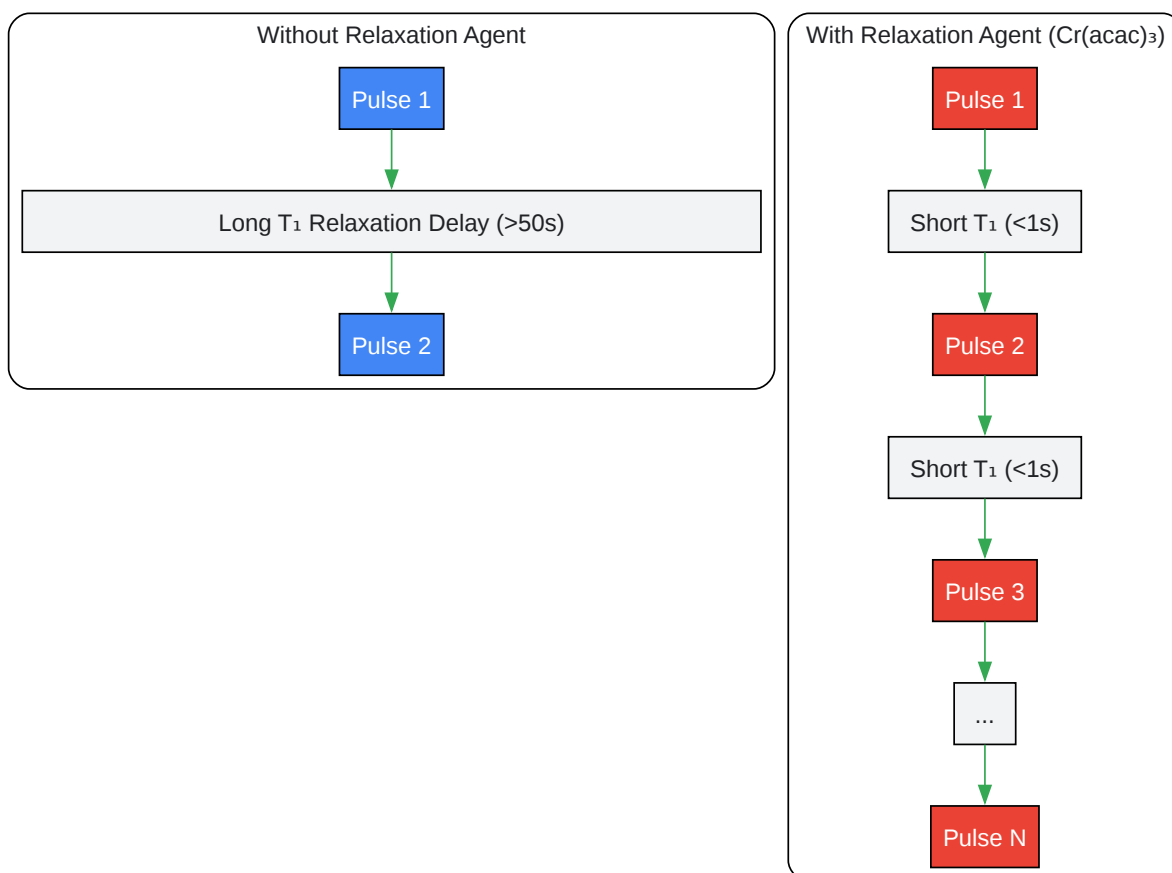 Without Relaxation Agent
Pulse 1
Long T₁ Relaxation Delay (>50s)
Pulse 2
With Relaxation Agent (Cr(acac)₃)
Pulse 1
Short T₁ (<1s)
Pulse 2
Short T₁ (<1s)
Pulse 3
...
Pulse N